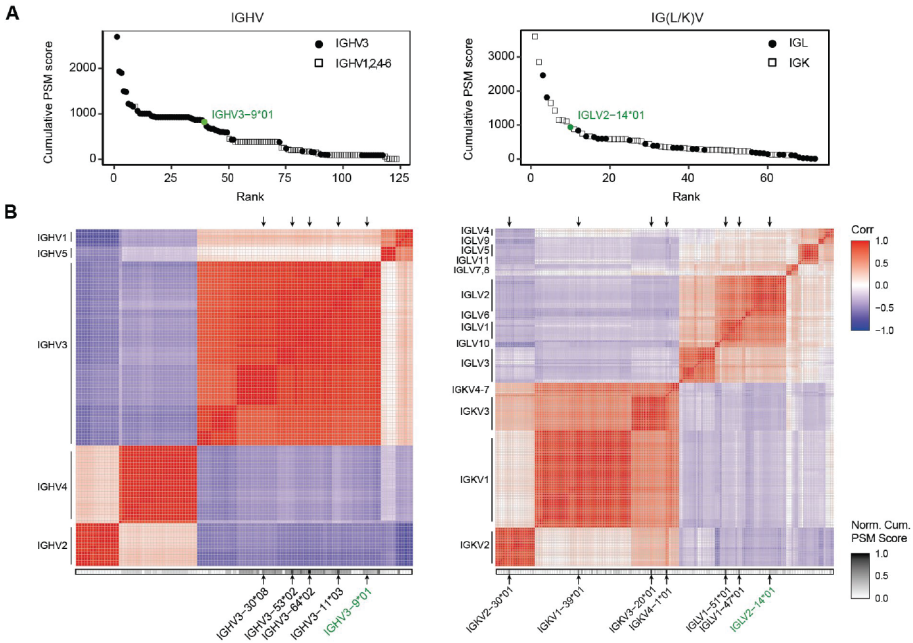 A
IGHV
IG(L/K)V
Cumulative PSM score
2000
1000
0
IGHV3
IGHV1,2,4-6
IGHV3-9*01
0
25
50
75
100
125
Rank
Cumulative PSM score
3000
2000
1000
0
IGL
IGK
IGLV2-14*01
0
20
40
60
Rank
B
IGHV1
IGHV5
IGHV3
IGHV4
IGHV2
IGHV3-30*08
IGHV3-53*02
IGHV3-64*02
IGHV3-11*03
IGHV3-9*01
IGLV4
IGLV9
IGLV5
IGLV11
IGLV7,8
IGLV2
IGLV6
IGLV1
IGLV10
IGLV3
IGKV4-7
IGKV3
IGKV1
IGKV2
IGKV2-30*01
IGKV1-39*01
IGKV3-20*01
IGKV4-1*01
IGLV1-51*01
IGLV1-47*01
IGLV2-14*01
Corr
1.0
0.5
0.0
−0.5
−1.0
Norm. Cum.
PSM Score
1.0
0.5
0.0